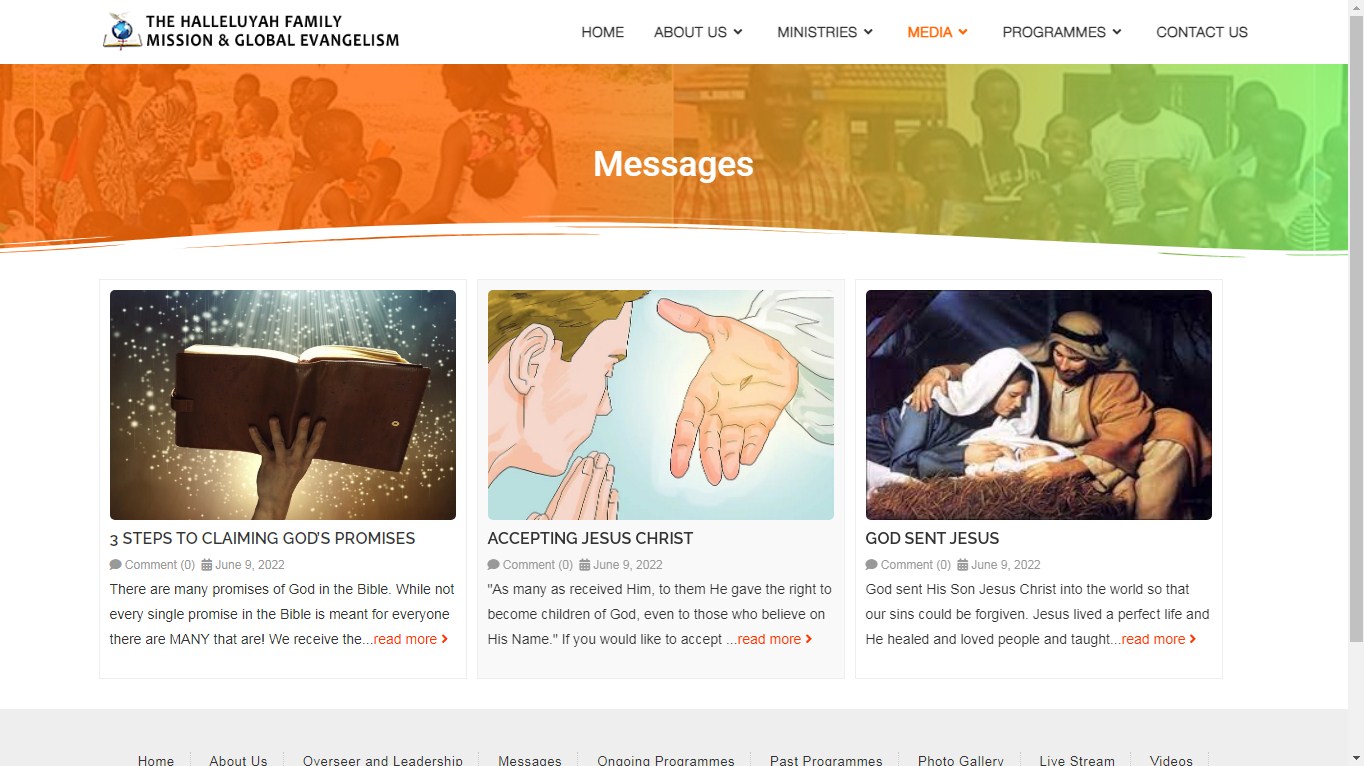 THE HALLELUYAH FAMILY
MISSION & GLOBAL EVANGELISM
HOME
ABOUT US
MINISTRIES
MEDIA
PROGRAMMES
CONTACT US
Messages
3 STEPS TO CLAIMING GOD'S PROMISES
Comment (0) June 9, 2022
There are many promises of God in the Bible. While not
every single promise in the Bible is meant for everyone
there are MANY that are! We receive the...read more
ACCEPTING JESUS CHRIST
Comment (0) June 9, 2022
"As many as received Him, to them He gave the right to
become children of God, even to those who believe on
His Name." If you would like to accept ...read more
GOD SENT JESUS
Comment (0) June 9, 2022
God sent His Son Jesus Christ into the world so that
our sins could be forgiven. Jesus lived a perfect life and
He healed and loved people and taught...read more
Home
About Us
Overseer and Leadership
Messages
Ongoing Programmes
Past Programmes
Photo Gallery
Live Stream
Videos